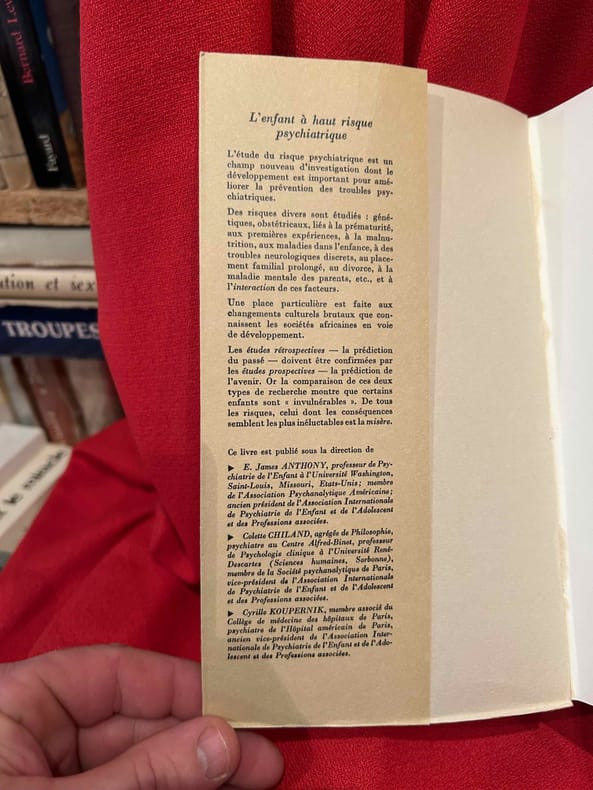 Bernard Lev
Fayard
ation et sex
TROUPES
L'enfant à haut risque
psychiatrique
L'étude du risque psychiatrique est un
champ nouveau d'investigation dont le
développement est important pour amé-
liorer la prévention des troubles psy-
chiatriques.
Des risques divers sont étudiés : géné-
tiques, obstétricaux, liés à la prématurité,
aux premières expériences, à la malnu-
trition, aux maladies dans l'enfance, à des
troubles neurologiques discrets, au place-
ment familial prolongé, au divorce, à la
maladie mentale des parents, etc., et à
l'interaction de ces facteurs.
Une place particulière est faite aux
changements culturels brutaux que con-
naissent les sociétés africaines en voie
de développement.
Les études rétrospectives — la prédiction
du passé — doivent être confirmées par
les études prospectives — la prédiction de
l'avenir. Or la comparaison de ces deux
types de recherche montre que certains
enfants sont « invulnérables ». De tous
les risques, celui dont les conséquences
semblent les plus inéluctables est la misère.
Ce livre est publié sous la direction de
▶ E. James ANTHONY, professeur de Psy-
chiatrie de l'Enfant à l'Université Washington,
Saint-Louis, Missouri, Etats-Unis ; membre
de l'Association Psychanalytique Américaine ;
ancien président de l'Association Internationale
de Psychiatrie de l'Enfant et de l'Adolescent
et des Professions associées.
▶ Colette CHILAND, agrégée de Philosophie,
psychiatre au Centre Alfred-Binet, professeur
de Psychologie clinique à l'Université René-
Descartes (Sciences humaines, Sorbonne),
membre de la Société psychanalytique de Paris,
vice-président de l'Association Internationale
de Psychiatrie de l'Enfant et de l'Adolescent
et des Professions associées.
▶ Cyrille KOUPERNIK, membre associé du
Collège de médecine des hôpitaux de Paris,
psychiatre de l'Hôpital américain de Paris,
ancien vice-président de l'Association Inter-
nationale de Psychiatrie de l'Enfant et de l'Ado-
lescent et des Professions associées.